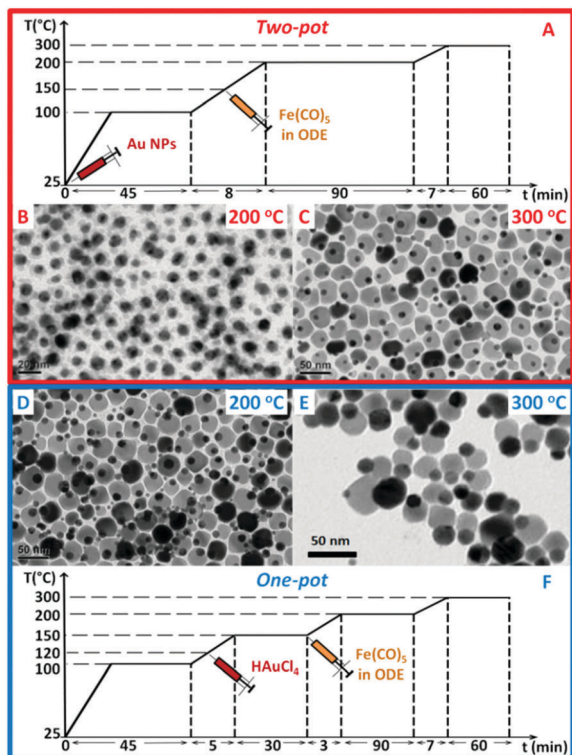 T(°C)
Two-pot
A
300
200
150
100
25
Fe(CO)₅
in ODE
Au NPs
0
45
8
90
7
60
t (min)
B
200 °C
20 nm
C
300 °C
50 nm
D
200 °C
50 nm
E
300 °C
50 nm
T(°C)
One-pot
F
300
200
150
120
100
25
HAuCl₄
Fe(CO)₅
in ODE
0
45
5
30
3
90
7
60
t (min)